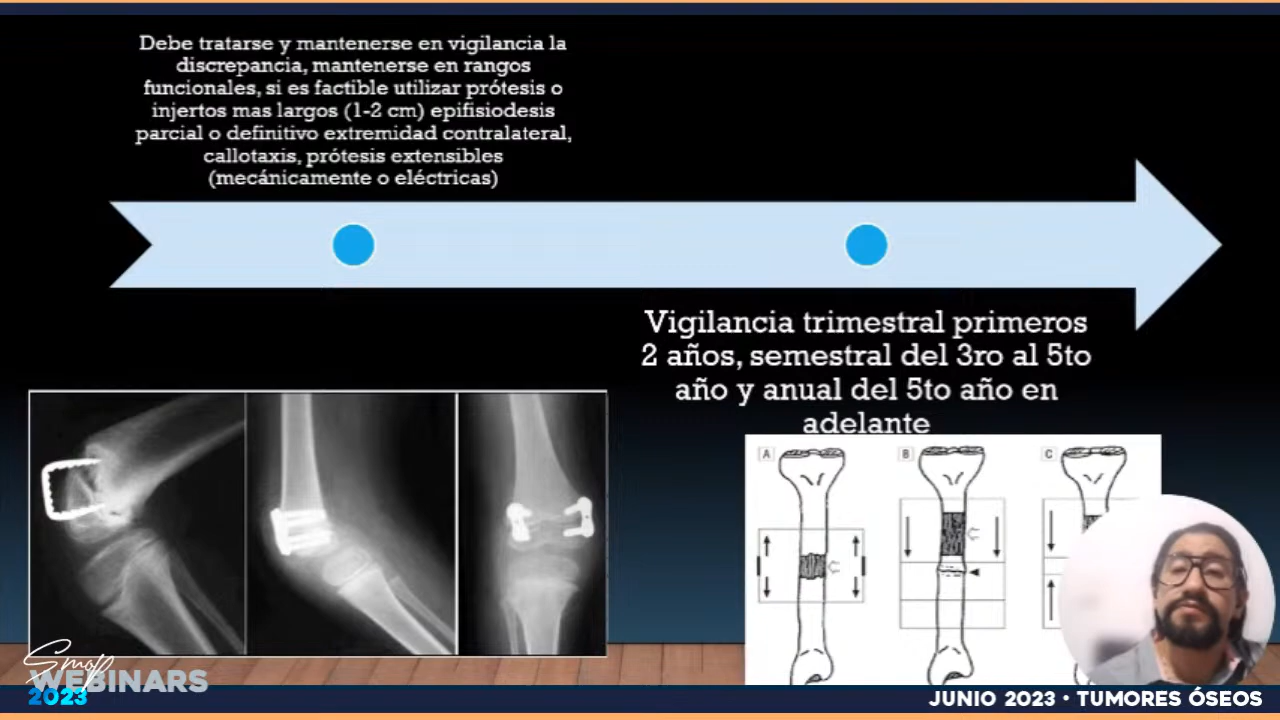 Debe tratarse y mantenerse en vigilancia la
discrepancia, mantenerse en rangos
funcionales, si es factible utilizar prótesis o
injertos mas largos (1-2 cm) epifisiodesis
parcial o definitivo extremidad contralateral,
callotaxis, prótesis extensibles
(mecánicamente o eléctricas)
Vigilancia trimestral primeros
2 años, semestral del 3ro al 5to
año y anual del 5to año en
adelante
A
B
C
Smop
WEBINARS
2023
JUNIO 2023 • TUMORES ÓSEOS